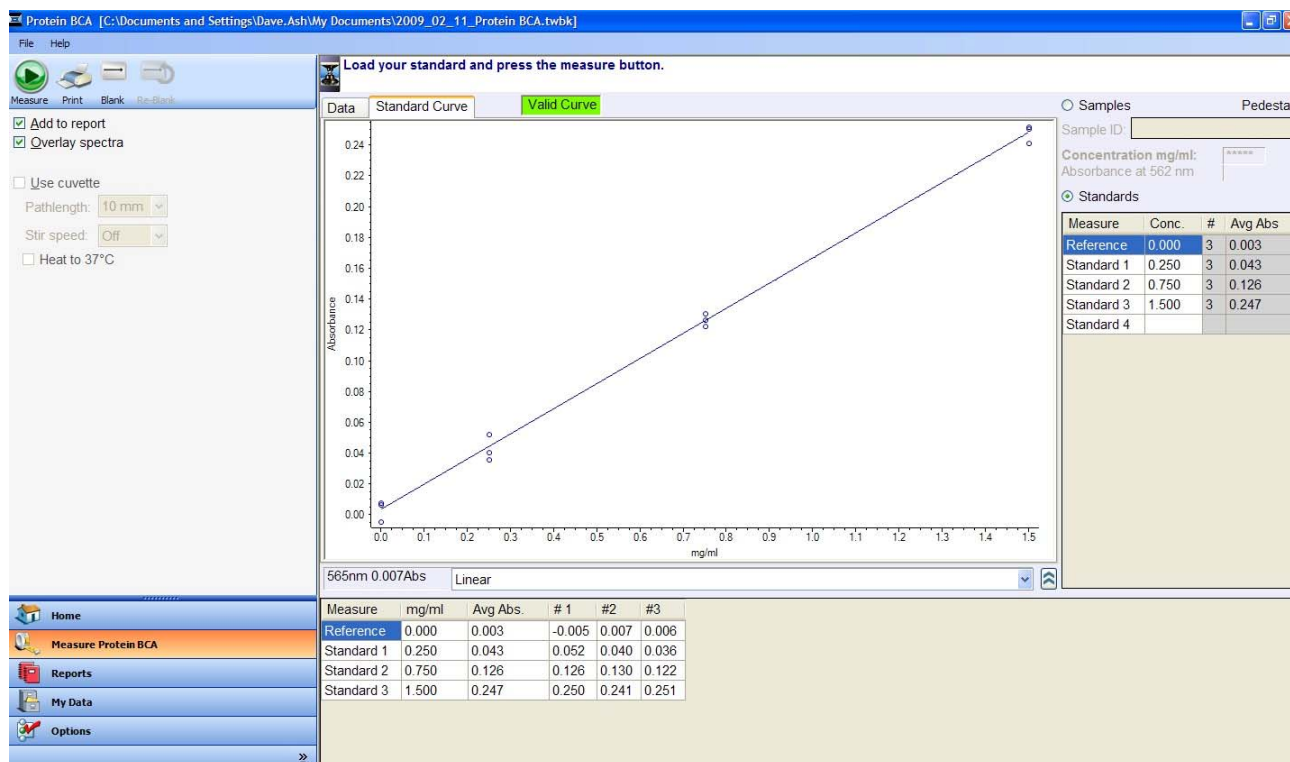 Protein BCA [C:\Documents and Settings\Dave.Ash\My Documents\2009_02_11_Protein BCA.twbk]
File Help
Measure Print Blank Re-Blank
Add to report
Overlay spectra
Use cuvette
Pathlength: 10 mm
Stir speed: Off
Heat to 37°C
Home
Measure Protein BCA
Reports
My Data
Options
»
Load your standard and press the measure button.
Data Standard Curve Valid Curve
0.24
0.22
0.20
0.18
0.16
0.14
0.12
0.10
0.08
0.06
0.04
0.02
0.00
Absorbance
0.0 0.1 0.2 0.3 0.4 0.5 0.6 0.7 0.8 0.9 1.0 1.1 1.2 1.3 1.4 1.5
mg/ml
565nm 0.007Abs Linear
Samples Pedesta
Sample ID:
Concentration mg/ml: *****
Absorbance at 562 nm
Standards
Measure Conc. # Avg Abs
Reference 0.000 3 0.003
Standard 1 0.250 3 0.043
Standard 2 0.750 3 0.126
Standard 3 1.500 3 0.247
Standard 4
Measure mg/ml Avg Abs. # 1 #2 #3
Reference 0.000 0.003 -0.005 0.007 0.006
Standard 1 0.250 0.043 0.052 0.040 0.036
Standard 2 0.750 0.126 0.126 0.130 0.122
Standard 3 1.500 0.247 0.250 0.241 0.251